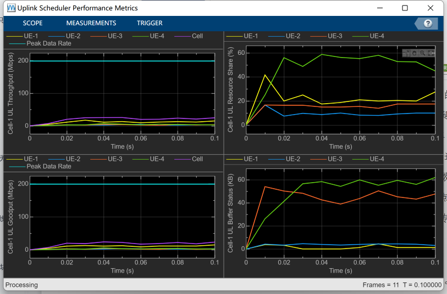 Uplink Scheduler Performance Metrics
SCOPE MEASUREMENTS TRIGGER ?
UE-1 UE-2 UE-3 UE-4 Cell
Peak Data Rate
Cell-1 UL Throughput (Mbps)
200
100
0
0 0.02 0.04 0.06 0.08 0.1
Time (s)
UE-1 UE-2 UE-3 UE-4
Cell-1 UL Resource Share (%)
60
40
20
0
0 0.02 0.04 0.06 0.08 0.1
Time (s)
UE-1 UE-2 UE-3 UE-4 Cell
Peak Data Rate
Cell-1 UL Goodput (Mbps)
200
100
0
0 0.02 0.04 0.06 0.08 0.1
Time (s)
UE-1 UE-2 UE-3 UE-4
Cell-1 UL Buffer Status (KB)
60
40
20
0
0 0.02 0.04 0.06 0.08 0.1
Time (s)
Processing Frames = 11 T = 0.100000